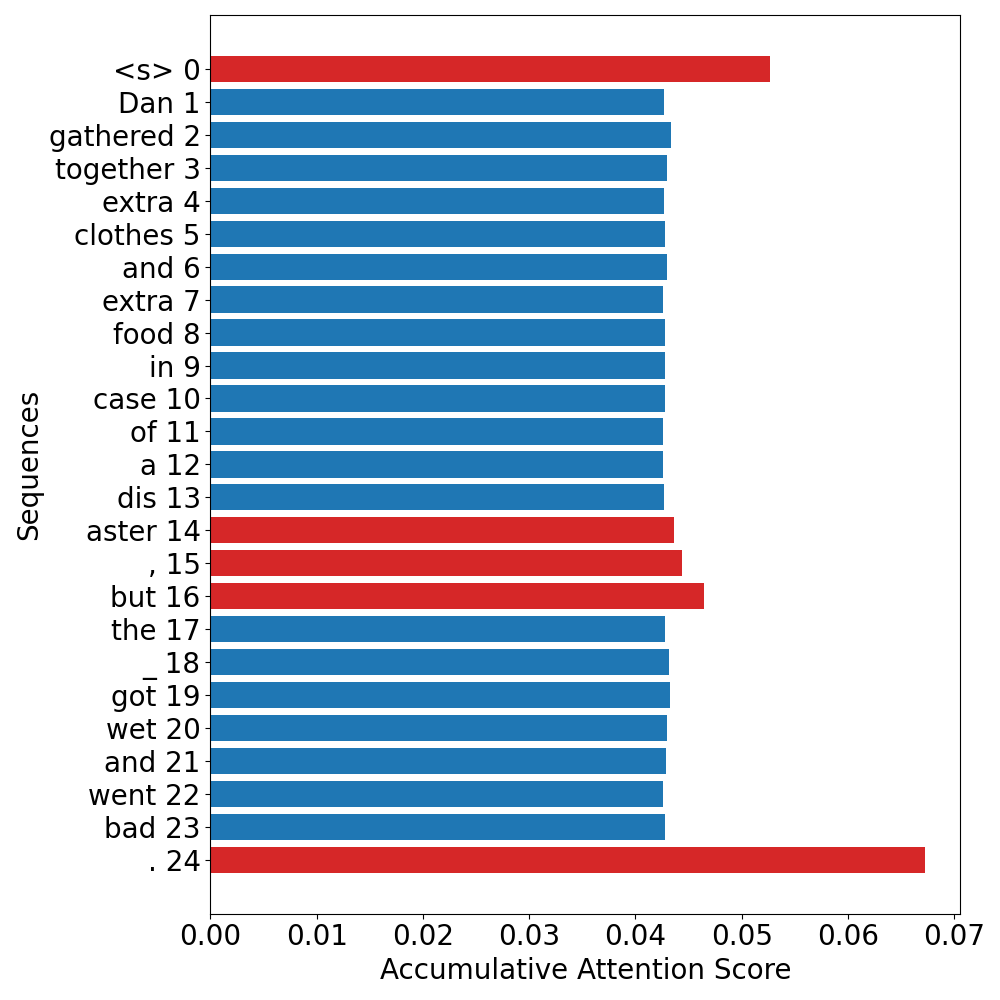 <s> 0
Dan 1
gathered 2
together 3
extra 4
clothes 5
and 6
extra 7
food 8
in 9
case 10
of 11
a 12
dis 13
aster 14
, 15
but 16
the 17
_ 18
got 19
wet 20
and 21
went 22
bad 23
. 24
Sequences
0.00 0.01 0.02 0.03 0.04 0.05 0.06 0.07
Accumulative Attention Score